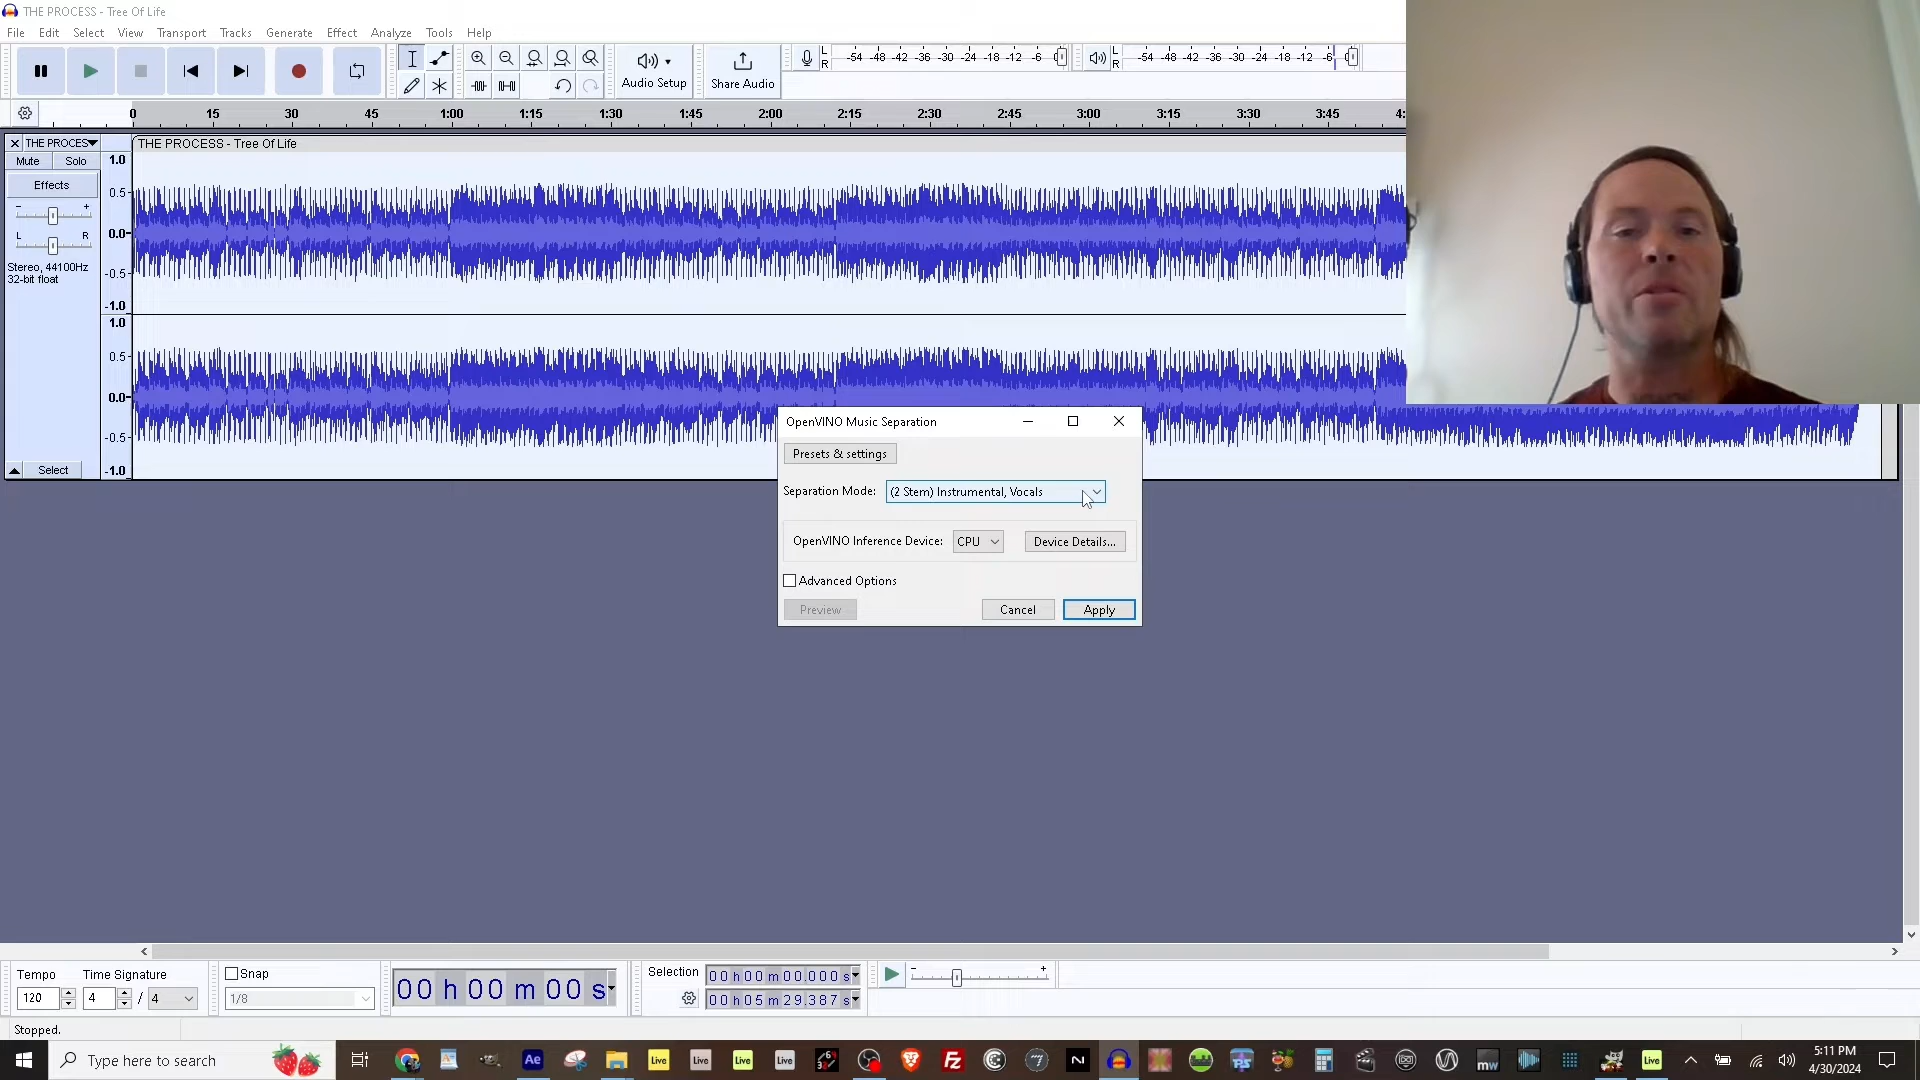 THE PROCESS - Tree Of Life
File Edit Select View Transport Tracks Generate Effect Analyze Tools Help
Audio Setup
Share Audio
L
R
-54 -48 -42 -36 -30 -24 -18 -12 -6
L
R
-54 -48 -42 -36 -30 -24 -18 -12 -6
0 15 30 45 1:00 1:15 1:30 1:45 2:00 2:15 2:30 2:45 3:00 3:15 3:30 3:45 4:
THE PROCES
THE PROCESS - Tree Of Life
Mute Solo
Effects
- +
L R
Stereo, 44100Hz
32-bit float
Select
1.0
0.5
0.0
-0.5
-1.0
1.0
0.5
0.0
-0.5
-1.0
OpenVINO Music Separation
Presets & settings
Separation Mode: (2 Stem) Instrumental, Vocals
OpenVINO Inference Device: CPU Device Details...
Advanced Options
Preview Cancel Apply
Tempo Time Signature
120 4 / 4
Snap
1/8
00 h 00 m 00 s
Selection
00 h 00 m 00.000 s
00 h 05 m 29.387 s
- +
Stopped.
Type here to search
Ae
Live
Live
Live
Live
mw
Live
5:11 PM
4/30/2024